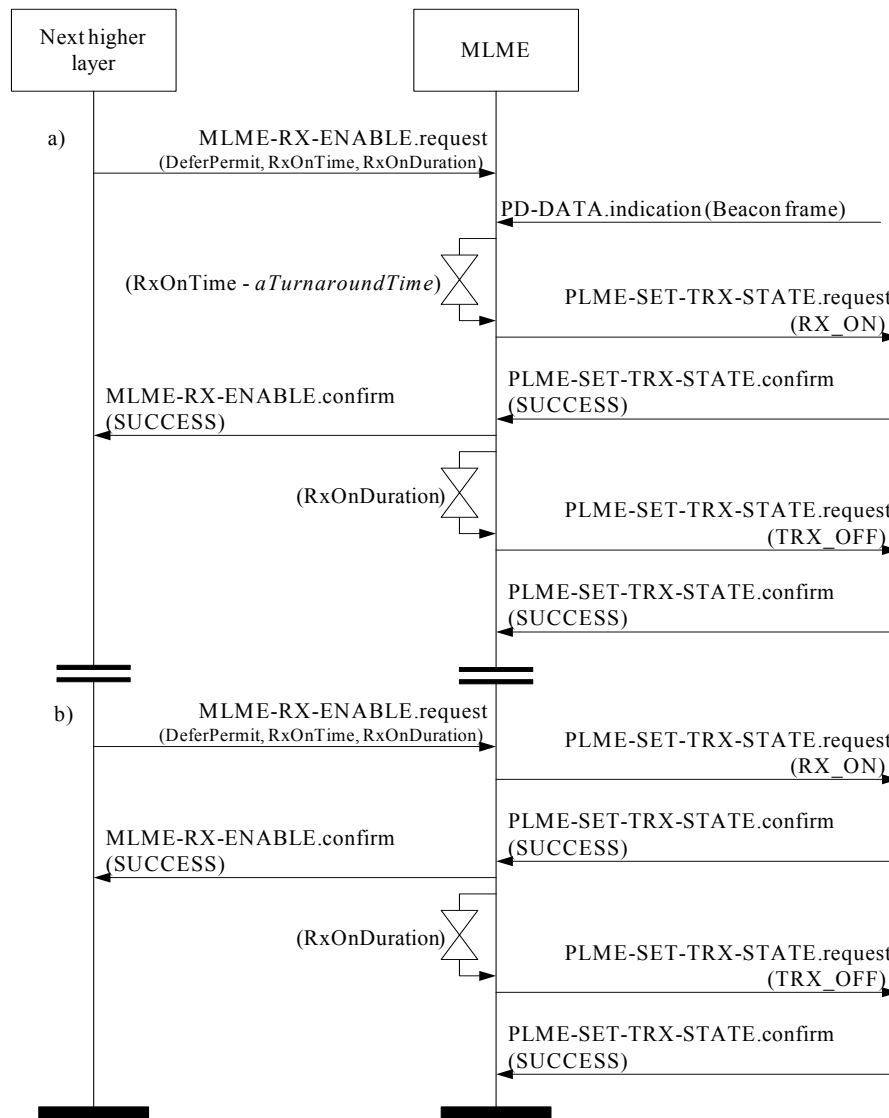 Next higher
layer
MLME
a)
MLME-RX-ENABLE.request
(DeferPermit, RxOnTime, RxOnDuration)
PD-DATA.indication (Beacon frame)
(RxOnTime - aTurnaroundTime)
PLME-SET-TRX-STATE.request
(RX_ON)
PLME-SET-TRX-STATE.confirm
(SUCCESS)
MLME-RX-ENABLE.confirm
(SUCCESS)
(RxOnDuration)
PLME-SET-TRX-STATE.request
(TRX_OFF)
PLME-SET-TRX-STATE.confirm
(SUCCESS)
b)
MLME-RX-ENABLE.request
(DeferPermit, RxOnTime, RxOnDuration)
PLME-SET-TRX-STATE.request
(RX_ON)
PLME-SET-TRX-STATE.confirm
(SUCCESS)
MLME-RX-ENABLE.confirm
(SUCCESS)
(RxOnDuration)
PLME-SET-TRX-STATE.request
(TRX_OFF)
PLME-SET-TRX-STATE.confirm
(SUCCESS)